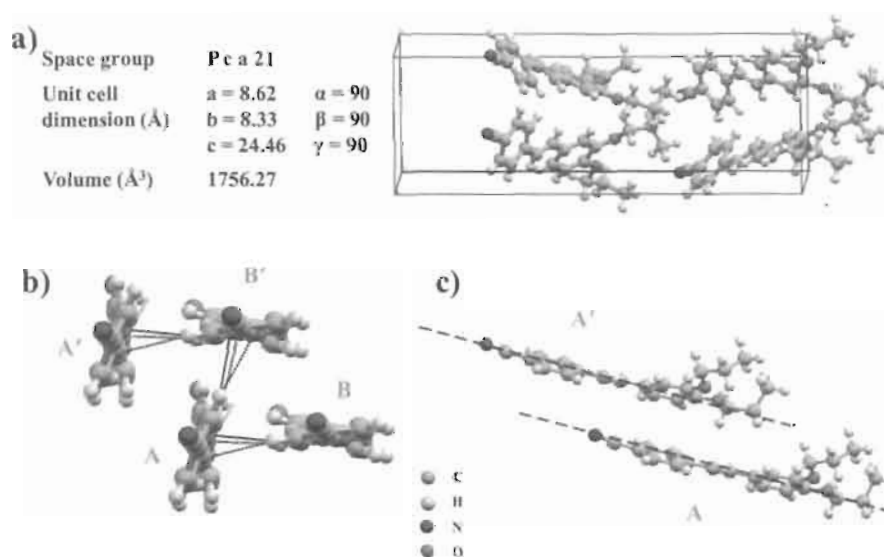 a)
Space group P c a 21
Unit cell a = 8.62 α = 90
dimension (Å) b = 8.33 β = 90
c = 24.46 γ = 90
Volume (Å³) 1756.27
b)
B'
A'
B
A
c)
A'
A
C
H
N
O